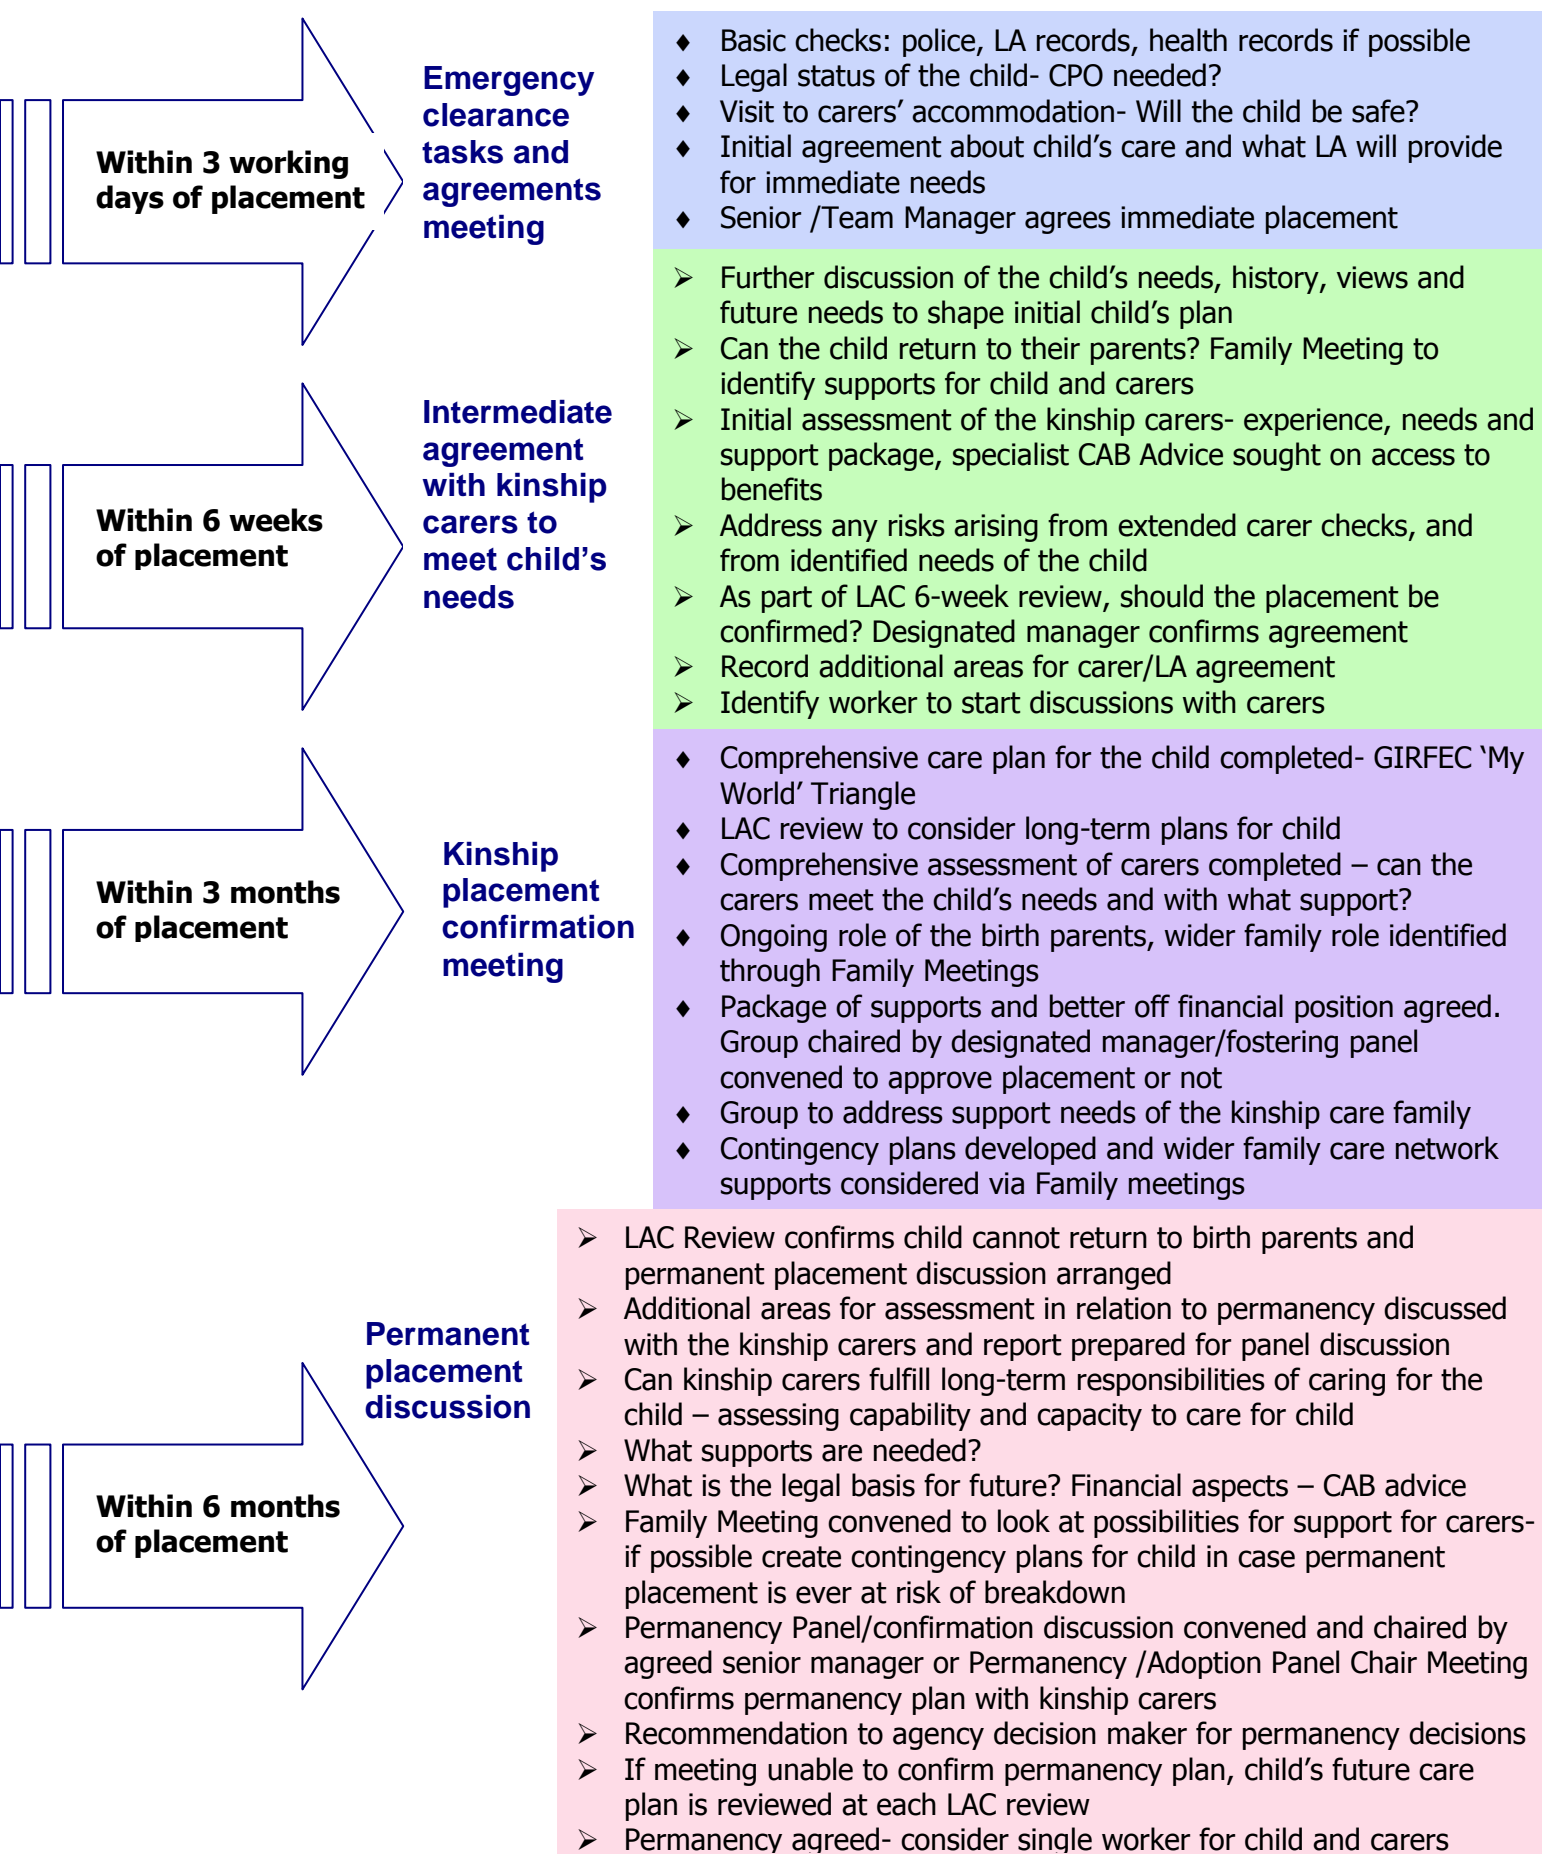 Within 3 working
days of placement
Emergency
clearance
tasks and
agreements
meeting
♦ Basic checks: police, LA records, health records if possible
♦ Legal status of the child- CPO needed?
♦ Visit to carers’ accommodation- Will the child be safe?
♦ Initial agreement about child’s care and what LA will provide
for immediate needs
♦ Senior /Team Manager agrees immediate placement
Within 6 weeks
of placement
Intermediate
agreement
with kinship
carers to
meet child’s
needs
➢ Further discussion of the child’s needs, history, views and
future needs to shape initial child’s plan
➢ Can the child return to their parents? Family Meeting to
identify supports for child and carers
➢ Initial assessment of the kinship carers- experience, needs and
support package, specialist CAB Advice sought on access to
benefits
➢ Address any risks arising from extended carer checks, and
from identified needs of the child
➢ As part of LAC 6-week review, should the placement be
confirmed? Designated manager confirms agreement
➢ Record additional areas for carer/LA agreement
➢ Identify worker to start discussions with carers
Within 3 months
of placement
Kinship
placement
confirmation
meeting
♦ Comprehensive care plan for the child completed- GIRFEC ‘My
World’ Triangle
♦ LAC review to consider long-term plans for child
♦ Comprehensive assessment of carers completed – can the
carers meet the child’s needs and with what support?
♦ Ongoing role of the birth parents, wider family role identified
through Family Meetings
♦ Package of supports and better off financial position agreed.
Group chaired by designated manager/fostering panel
convened to approve placement or not
♦ Group to address support needs of the kinship care family
♦ Contingency plans developed and wider family care network
supports considered via Family meetings
Within 6 months
of placement
Permanent
placement
discussion
➢ LAC Review confirms child cannot return to birth parents and
permanent placement discussion arranged
➢ Additional areas for assessment in relation to permanency discussed
with the kinship carers and report prepared for panel discussion
➢ Can kinship carers fulfill long-term responsibilities of caring for the
child – assessing capability and capacity to care for child
➢ What supports are needed?
➢ What is the legal basis for future? Financial aspects – CAB advice
➢ Family Meeting convened to look at possibilities for support for carers-
if possible create contingency plans for child in case permanent
placement is ever at risk of breakdown
➢ Permanency Panel/confirmation discussion convened and chaired by
agreed senior manager or Permanency /Adoption Panel Chair Meeting
confirms permanency plan with kinship carers
➢ Recommendation to agency decision maker for permanency decisions
➢ If meeting unable to confirm permanency plan, child’s future care
plan is reviewed at each LAC review
➢ Permanency agreed- consider single worker for child and carers